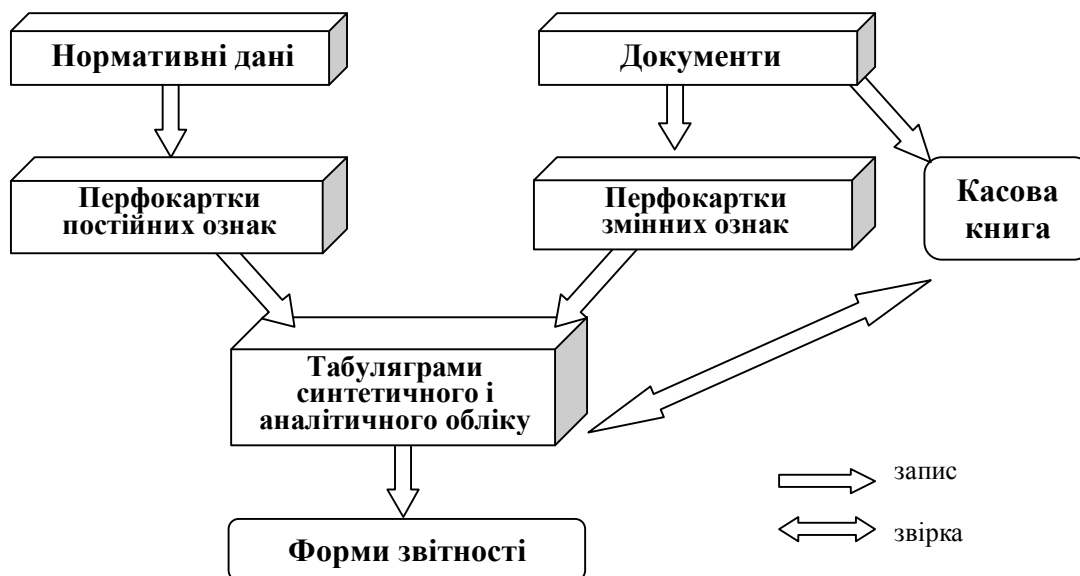 Нормативні дані
Документи
Перфокартки
постійних ознак
Перфокартки
змінних ознак
Касова
книга
Табуляграми
синтетичного і
аналітичного обліку
Форми звітності
запис
звірка